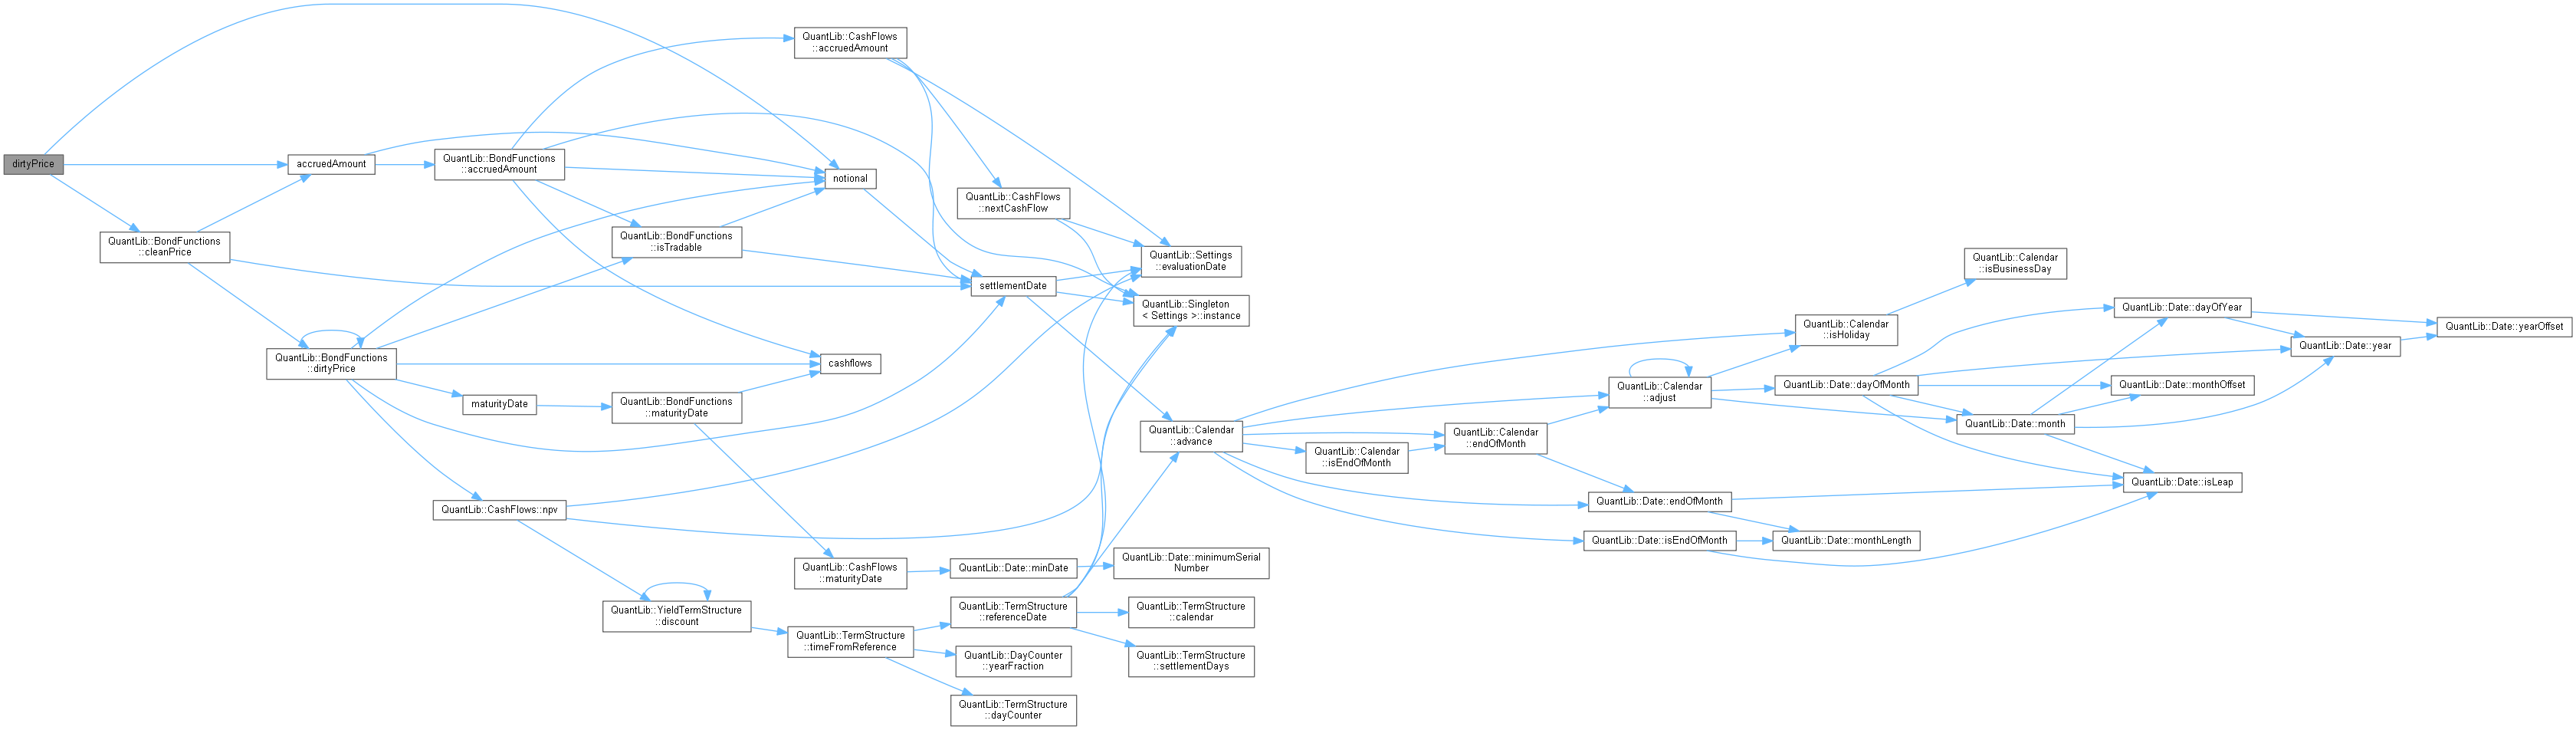 dirtyPrice
QuantLib::BondFunctions
::cleanPrice
accruedAmount
QuantLib::BondFunctions
::dirtyPrice
QuantLib::BondFunctions
::accruedAmount
maturityDate
QuantLib::CashFlows::npv
QuantLib::BondFunctions
::isTradable
QuantLib::BondFunctions
::maturityDate
QuantLib::YieldTermStructure
::discount
QuantLib::CashFlows
::accruedAmount
notional
cashflows
QuantLib::CashFlows
::maturityDate
QuantLib::TermStructure
::timeFromReference
QuantLib::CashFlows
::nextCashFlow
settlementDate
QuantLib::Date::minDate
QuantLib::TermStructure
::referenceDate
QuantLib::DayCounter
::yearFraction
QuantLib::TermStructure
::dayCounter
QuantLib::Settings
::evaluationDate
QuantLib::Singleton
< Settings >::instance
QuantLib::Calendar
::advance
QuantLib::Date::minimumSerial
Number
QuantLib::TermStructure
::calendar
QuantLib::TermStructure
::settlementDays
QuantLib::Calendar
::isEndOfMonth
QuantLib::Calendar
::endOfMonth
QuantLib::Calendar
::adjust
QuantLib::Date::endOfMonth
QuantLib::Date::isEndOfMonth
QuantLib::Calendar
::isHoliday
QuantLib::Date::dayOfMonth
QuantLib::Date::monthLength
QuantLib::Calendar
::isBusinessDay
QuantLib::Date::month
QuantLib::Date::dayOfYear
QuantLib::Date::monthOffset
QuantLib::Date::isLeap
QuantLib::Date::year
QuantLib::Date::yearOffset